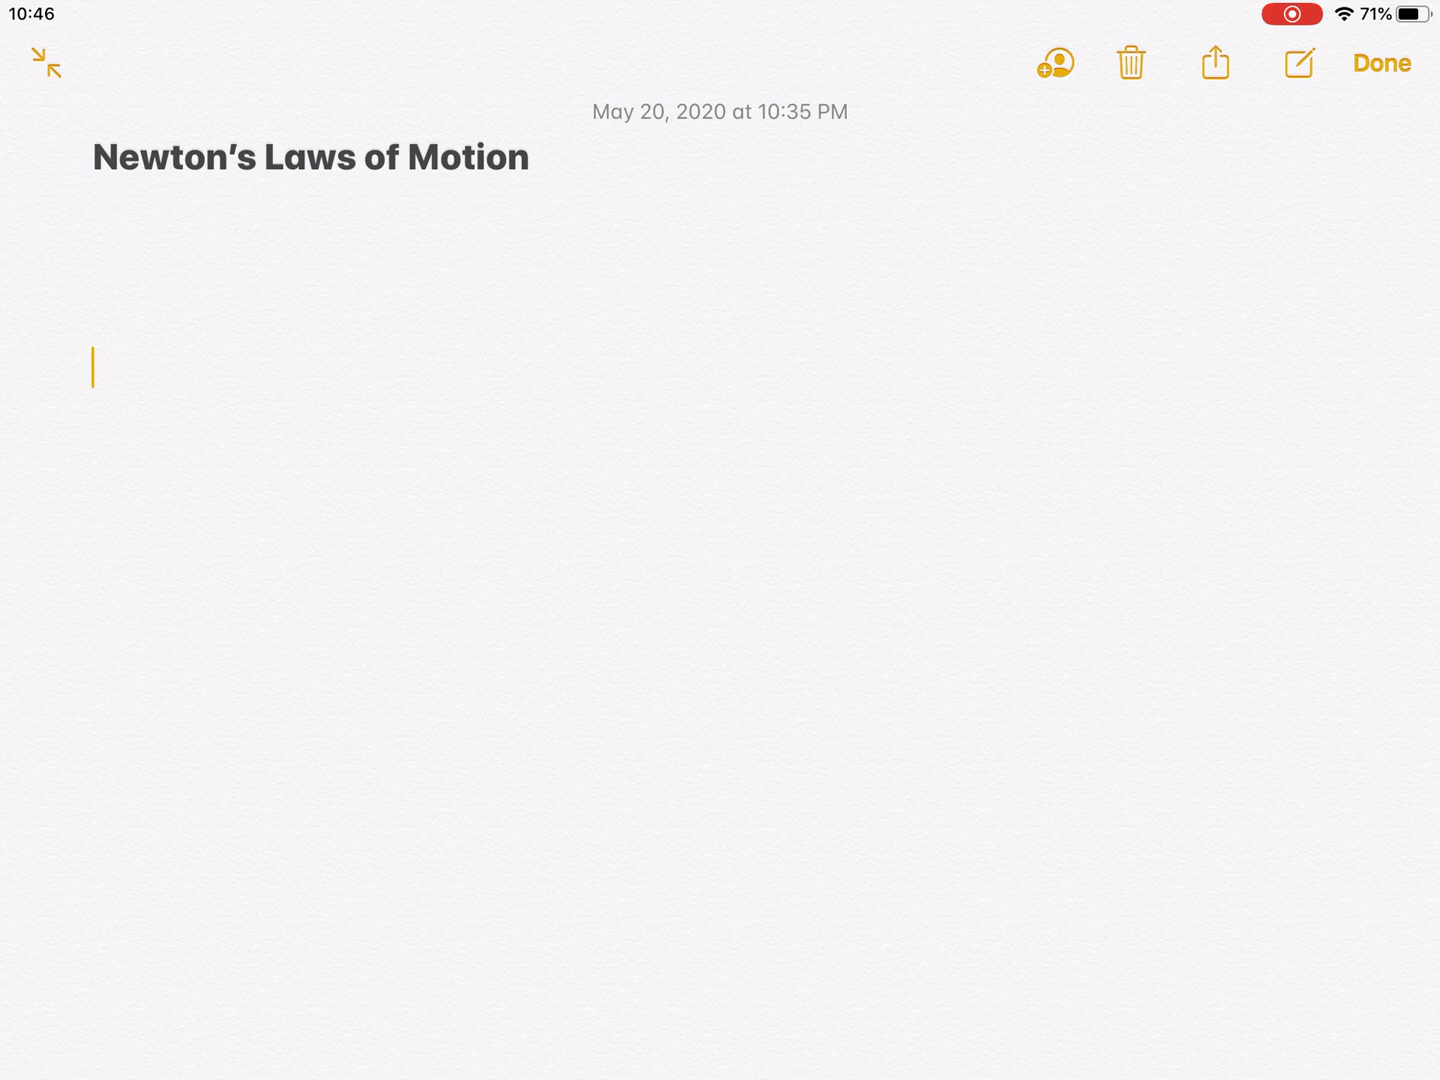 10:46
71%
Done
May 20, 2020 at 10:35 PM
Newton’s Laws of Motion